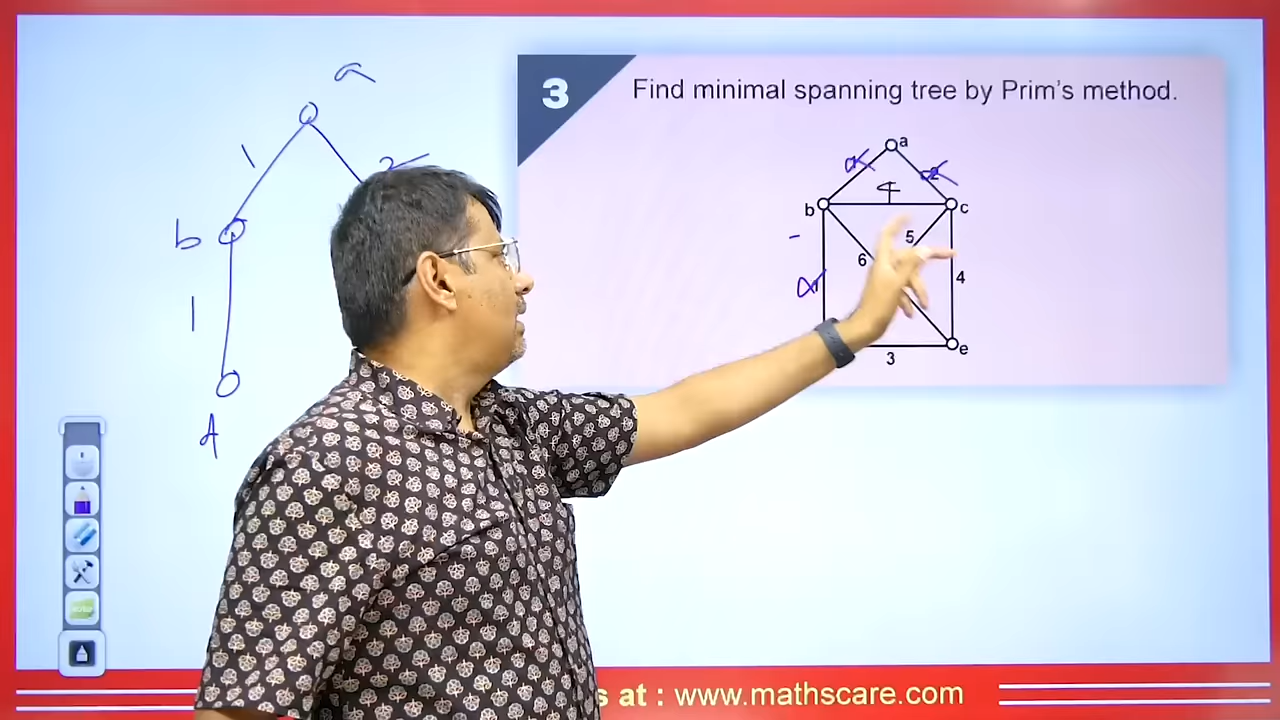 3
Find minimal spanning tree by Prim's method.
a
a
2
1
4
b
b
c
5
6
1
4
e
3
A
s at : www.mathscare.com